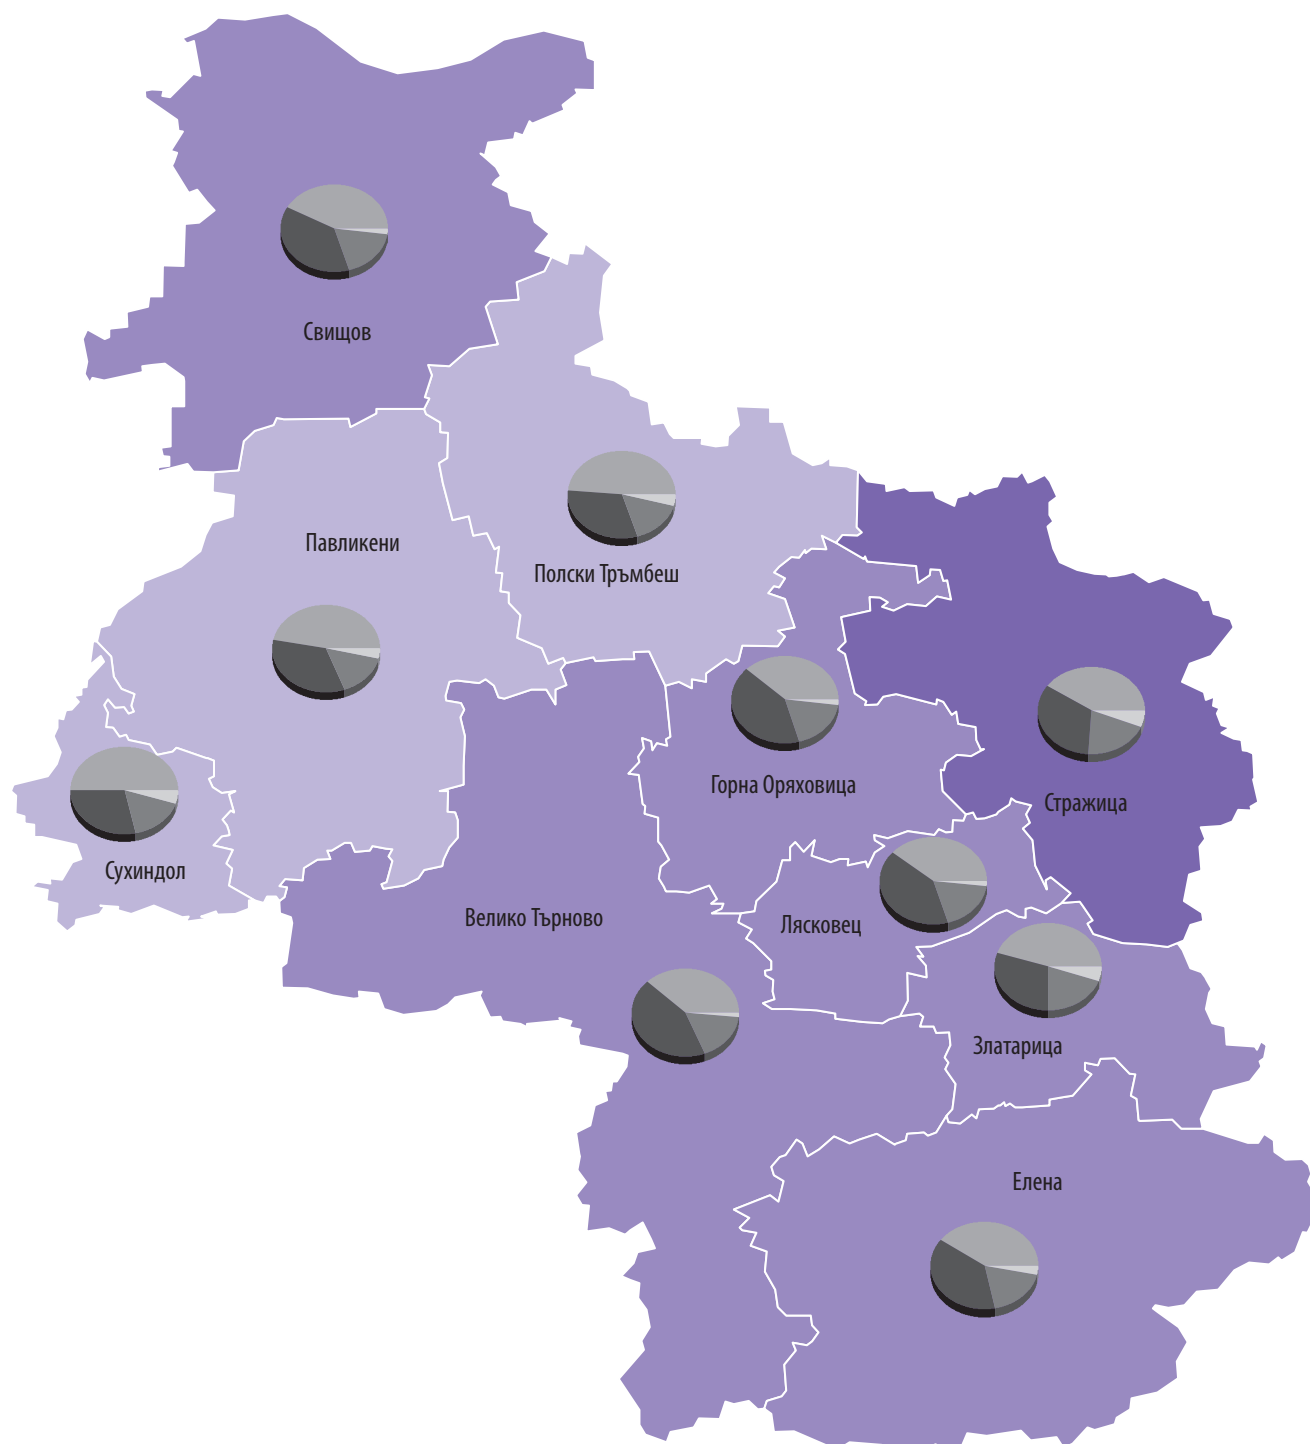 Свищов
Павликени
Полски Тръмбеш
Горна Оряховица
Стражица
Сухиндол
Велико Търново
Лясковец
Златарица
Елена